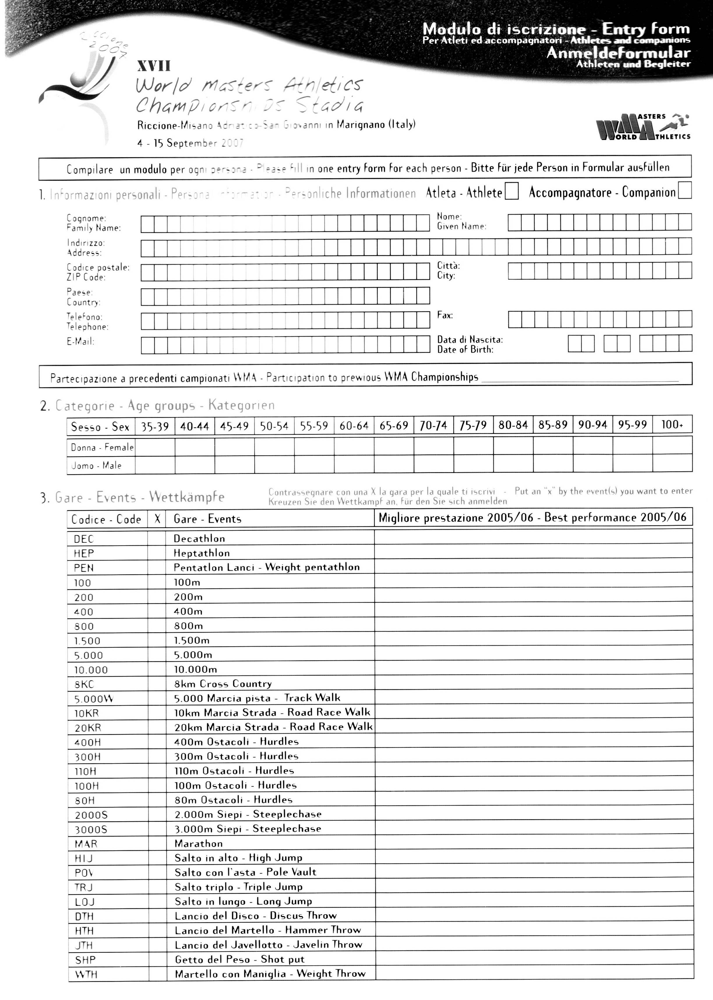 Modulo di iscrizione - Entry form
Per Atleti ed accompagnatori - Athletes and companions
Anmeldeformular
Athleten und Begleiter
Riccione
2007
XVII
World Masters Athletics
Championships Stadia
Riccione-Misano Adriatico-San Giovanni in Marignano (Italy)
4 - 15 September 2007
MASTERS
WORLD ATHLETICS
Compilare un modulo per ogni persona - Please fill in one entry form for each person - Bitte für jede Person in Formular ausfüllen
1. Informazioni personali - Personal information - Persönliche Informationen Atleta - Athlete Accompagnatore - Companion
Cognome:
Family Name:
Nome:
Given Name:
Indirizzo:
Address:
Codice postale:
ZIP Code:
Città:
City:
Paese:
Country:
Telefono:
Telephone:
Fax:
E-Mail:
Data di Nascita:
Date of Birth:
Partecipazione a precedenti campionati WMA - Participation to prewious WMA Championships
2. Categorie - Age groups - Kategorien
Sesso - Sex 35-39 40-44 45-49 50-54 55-59 60-64 65-69 70-74 75-79 80-84 85-89 90-94 95-99 100+
Donna - Female
Uomo - Male
3. Gare - Events - Wettkämpfe
Contrassegnare con una X la gara per la quale ti iscrivi - Put an "x" by the event(s) you want to enter
Kreuzen Sie den Wettkampf an, für den Sie sich anmelden
Codice - Code X Gare - Events Migliore prestazione 2005/06 - Best performance 2005/06
DEC Decathlon
HEP Heptathlon
PEN Pentatlon Lanci - Weight pentathlon
100 100m
200 200m
400 400m
800 800m
1.500 1.500m
5.000 5.000m
10.000 10.000m
8KC 8km Cross Country
5.000W 5.000 Marcia pista - Track Walk
10KR 10km Marcia Strada - Road Race Walk
20KR 20km Marcia Strada - Road Race Walk
400H 400m Ostacoli - Hurdles
300H 300m Ostacoli - Hurdles
110H 110m Ostacoli - Hurdles
100H 100m Ostacoli - Hurdles
80H 80m Ostacoli - Hurdles
2000S 2.000m Siepi - Steeplechase
3000S 3.000m Siepi - Steeplechase
MAR Marathon
HIJ Salto in alto - High Jump
POV Salto con l'asta - Pole Vault
TRJ Salto triplo - Triple Jump
LOJ Salto in lungo - Long Jump
DTH Lancio del Disco - Discus Throw
HTH Lancio del Martello - Hammer Throw
JTH Lancio del Javellotto - Javelin Throw
SHP Getto del Peso - Shot put
WTH Martello con Maniglia - Weight Throw